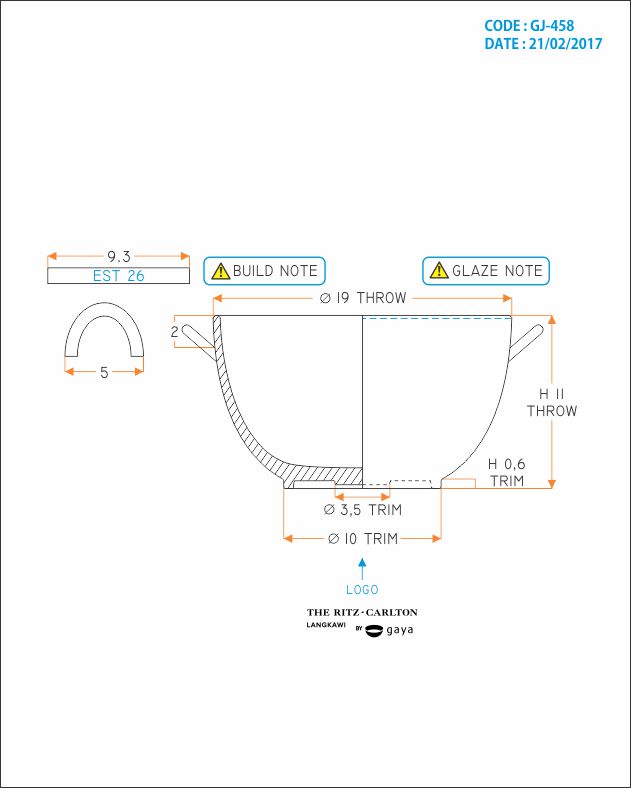 CODE : GJ-458
DATE : 21/02/2017
9.3
EST 26
BUILD NOTE
GLAZE NOTE
Ø 19 THROW
2
5
H 11
THROW
H 0,6
TRIM
Ø 3,5 TRIM
Ø 10 TRIM
LOGO
THE RITZ-CARLTON
LANGKAWI
BY gaya